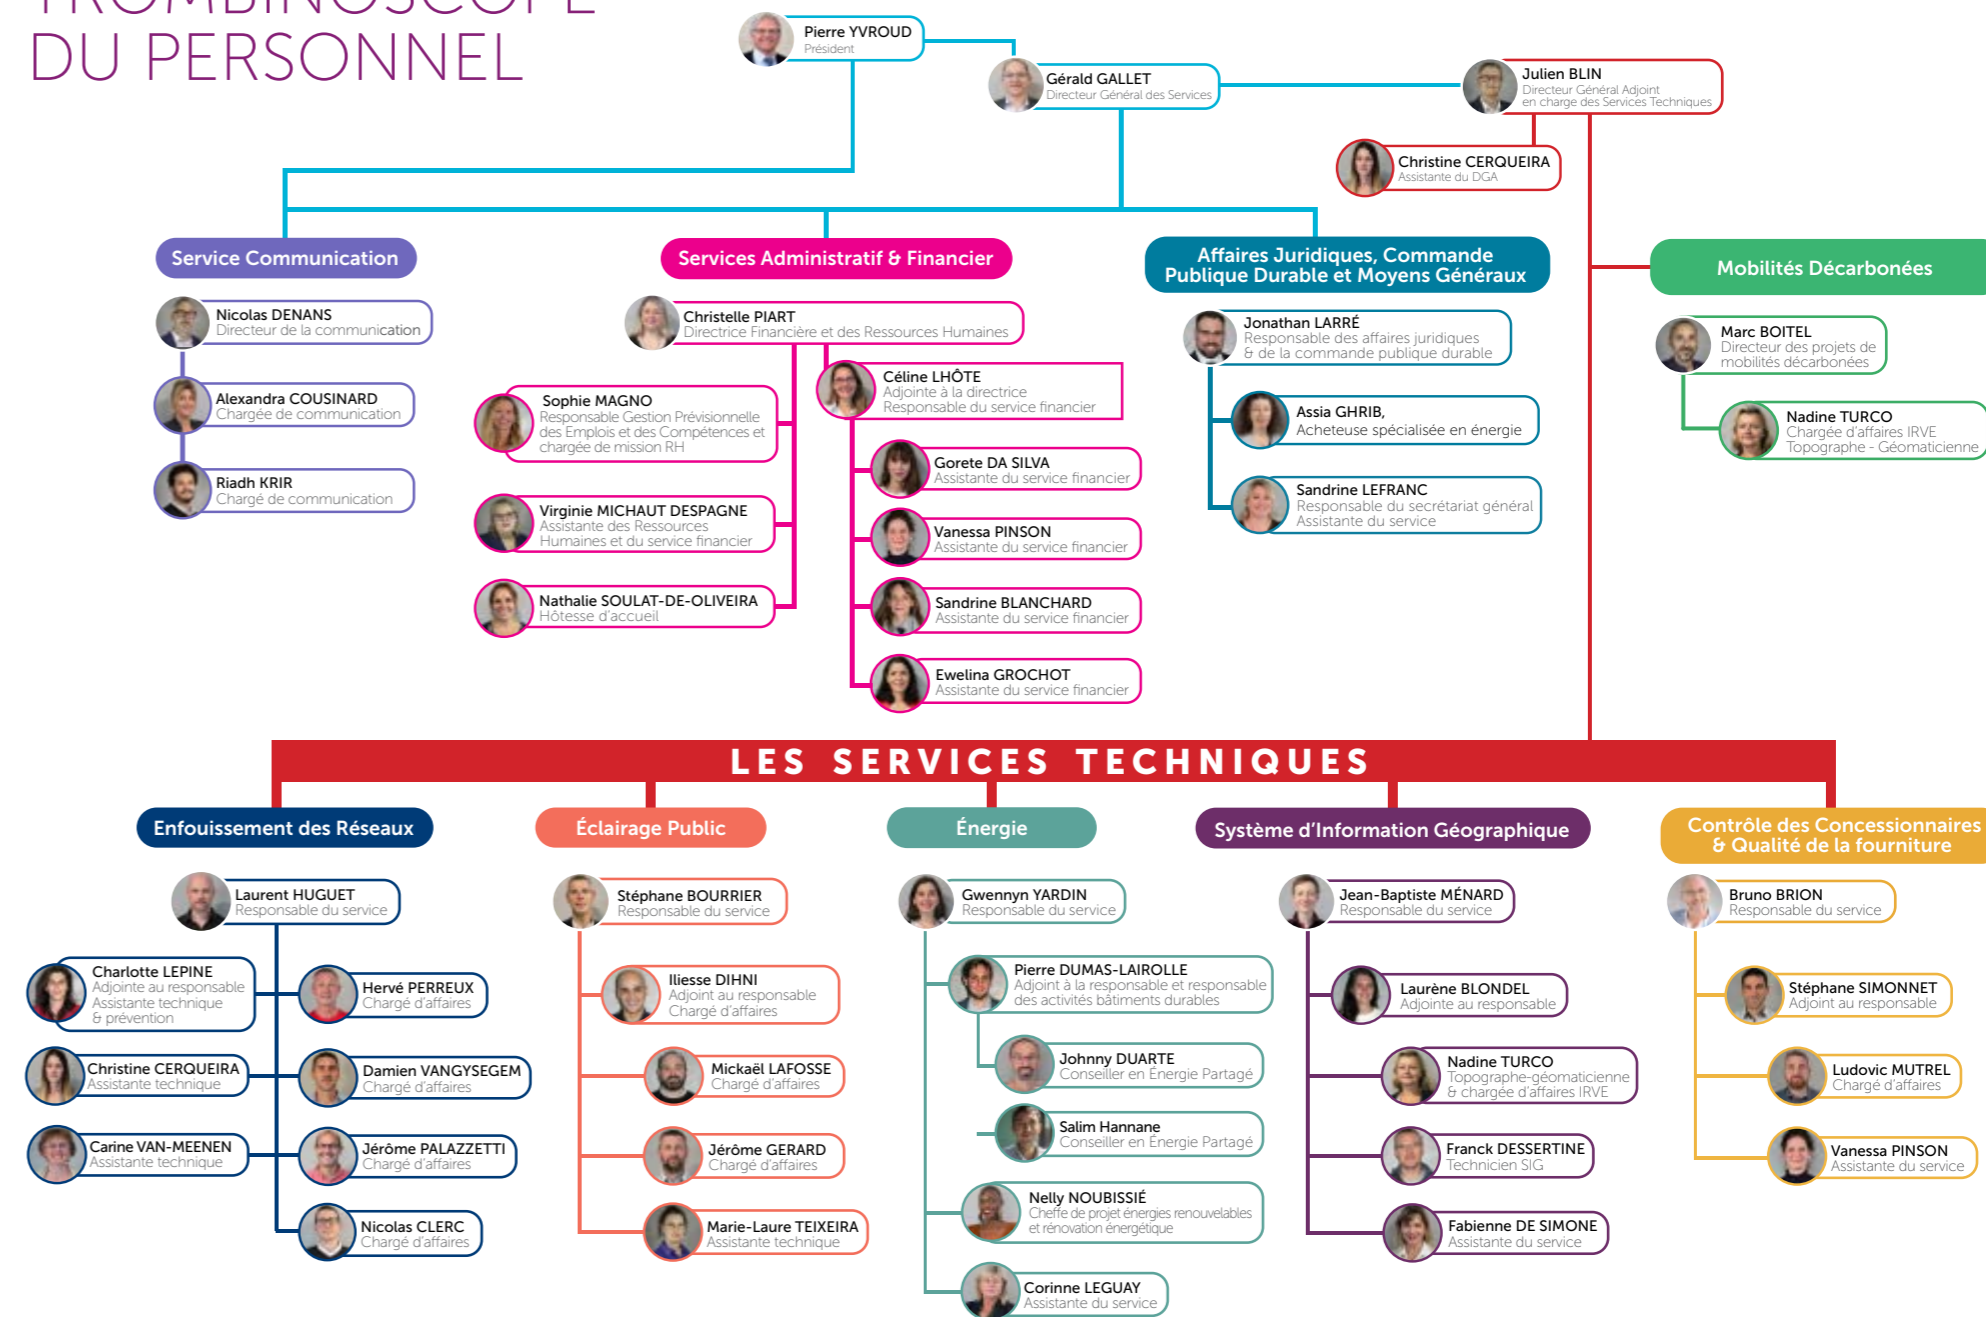 TROMBINOSCOPE
DU PERSONNEL
Pierre YVROUD
Président
Gérald GALLET
Directeur Général des Services
Julien BLIN
Directeur Général Adjoint
en charge des Services Techniques
Christine CERQUEIRA
Assistante du DGA
Service Communication
Nicolas DENANS
Directeur de la communication
Alexandra COUSINARD
Chargée de communication
Riadh KRIR
Chargé de communication
Services Administratif & Financier
Christelle PIART
Directrice Financière et des Ressources Humaines
Sophie MAGNO
Responsable Gestion Prévisionnelle
des Emplois et des Compétences et
chargée de mission RH
Virginie MICHAUT DESPAGNE
Assistante des Ressources
Humaines et du service financier
Nathalie SOULAT-DE-OLIVEIRA
Hôtesse d'accueil
Céline LHÔTE
Adjointe à la directrice
Responsable du service financier
Gorete DA SILVA
Assistante du service financier
Vanessa PINSON
Assistante du service financier
Sandrine BLANCHARD
Assistante du service financier
Ewelina GROCHOT
Assistante du service financier
Affaires Juridiques, Commande
Publique Durable et Moyens Généraux
Jonathan LARRÉ
Responsable des affaires juridiques
& de la commande publique durable
Assia GHRIB,
Acheteuse spécialisée en énergie
Sandrine LEFRANC
Responsable du secrétariat général
Assistante du service
Mobilités Décarbonées
Marc BOITEL
Directeur des projets de
mobilités décarbonées
Nadine TURCO
Chargée d'affaires IRVE
Topographe - Géomaticienne
LES SERVICES TECHNIQUES
Enfouissement des Réseaux
Laurent HUGUET
Responsable du service
Charlotte LEPINE
Adjointe au responsable
Assistante technique
& prévention
Christine CERQUEIRA
Assistante technique
Carine VAN-MEENEN
Assistante technique
Hervé PERREUX
Chargé d'affaires
Damien VANGYSEGEM
Chargé d'affaires
Jérôme PALAZZETTI
Chargé d'affaires
Nicolas CLERC
Chargé d'affaires
Éclairage Public
Stéphane BOURRIER
Responsable du service
Iliesse DIHNI
Adjoint au responsable
Chargé d'affaires
Mickaël LAFOSSE
Chargé d'affaires
Jérôme GERARD
Chargé d'affaires
Marie-Laure TEIXEIRA
Assistante technique
Énergie
Gwennyn YARDIN
Responsable du service
Pierre DUMAS-LAIROLLE
Adjoint à la responsable et responsable
des activités bâtiments durables
Johnny DUARTE
Conseiller en Énergie Partagé
Salim Hannane
Conseiller en Énergie Partagé
Nelly NOUBISSIÉ
Cheffe de projet énergies renouvelables
et rénovation énergétique
Corinne LEGUAY
Assistante du service
Système d'Information Géographique
Jean-Baptiste MÉNARD
Responsable du service
Laurène BLONDEL
Adjointe au responsable
Nadine TURCO
Topographe-géomaticienne
& chargée d'affaires IRVE
Franck DESSERTINE
Technicien SIG
Fabienne DE SIMONE
Assistante du service
Contrôle des Concessionnaires
& Qualité de la fourniture
Bruno BRION
Responsable du service
Stéphane SIMONNET
Adjoint au responsable
Ludovic MUTREL
Chargé d'affaires
Vanessa PINSON
Assistante du service